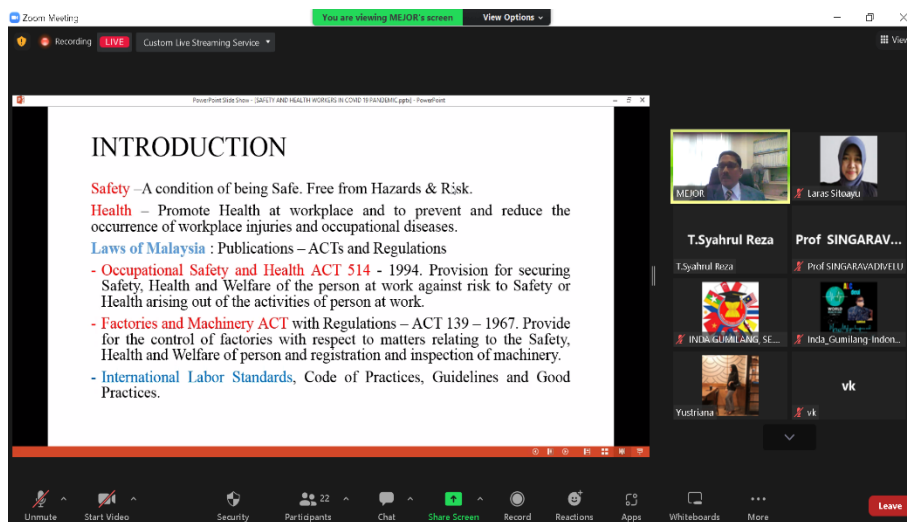 Zoom Meeting
You are viewing MEJOR's screen
View Options
Recording
LIVE
Custom Live Streaming Service
View
PowerPoint Slide Show - [SAFETY AND HEALTH WORKERS IN COVID 19 PANDEMIC.pptx] - PowerPoint
INTRODUCTION
Safety –A condition of being Safe. Free from Hazards & Risk.
Health – Promote Health at workplace and to prevent and reduce the
occurrence of workplace injuries and occupational diseases.
Laws of Malaysia : Publications – ACTs and Regulations
- Occupational Safety and Health ACT 514 - 1994. Provision for securing
Safety, Health and Welfare of the person at work against risk to Safety or
Health arising out of the activities of person at work.
- Factories and Machinery ACT with Regulations – ACT 139 – 1967. Provide
for the control of factories with respect to matters relating to the Safety,
Health and Welfare of person and registration and inspection of machinery.
- International Labor Standards, Code of Practices, Guidelines and Good
Practices.
MEJOR
Laras Sitoayu
T.Syahrul Reza
T.Syahrul Reza
Prof SINGARAV...
Prof SINGARAVADIVELU
INDA GUMILANG, SE....
Inda_Gumilang-Indon...
Yustriana
vk
vk
Unmute
Start Video
Security
22
Participants
Chat
Share Screen
Record
Reactions
Apps
Whiteboards
More
Leave